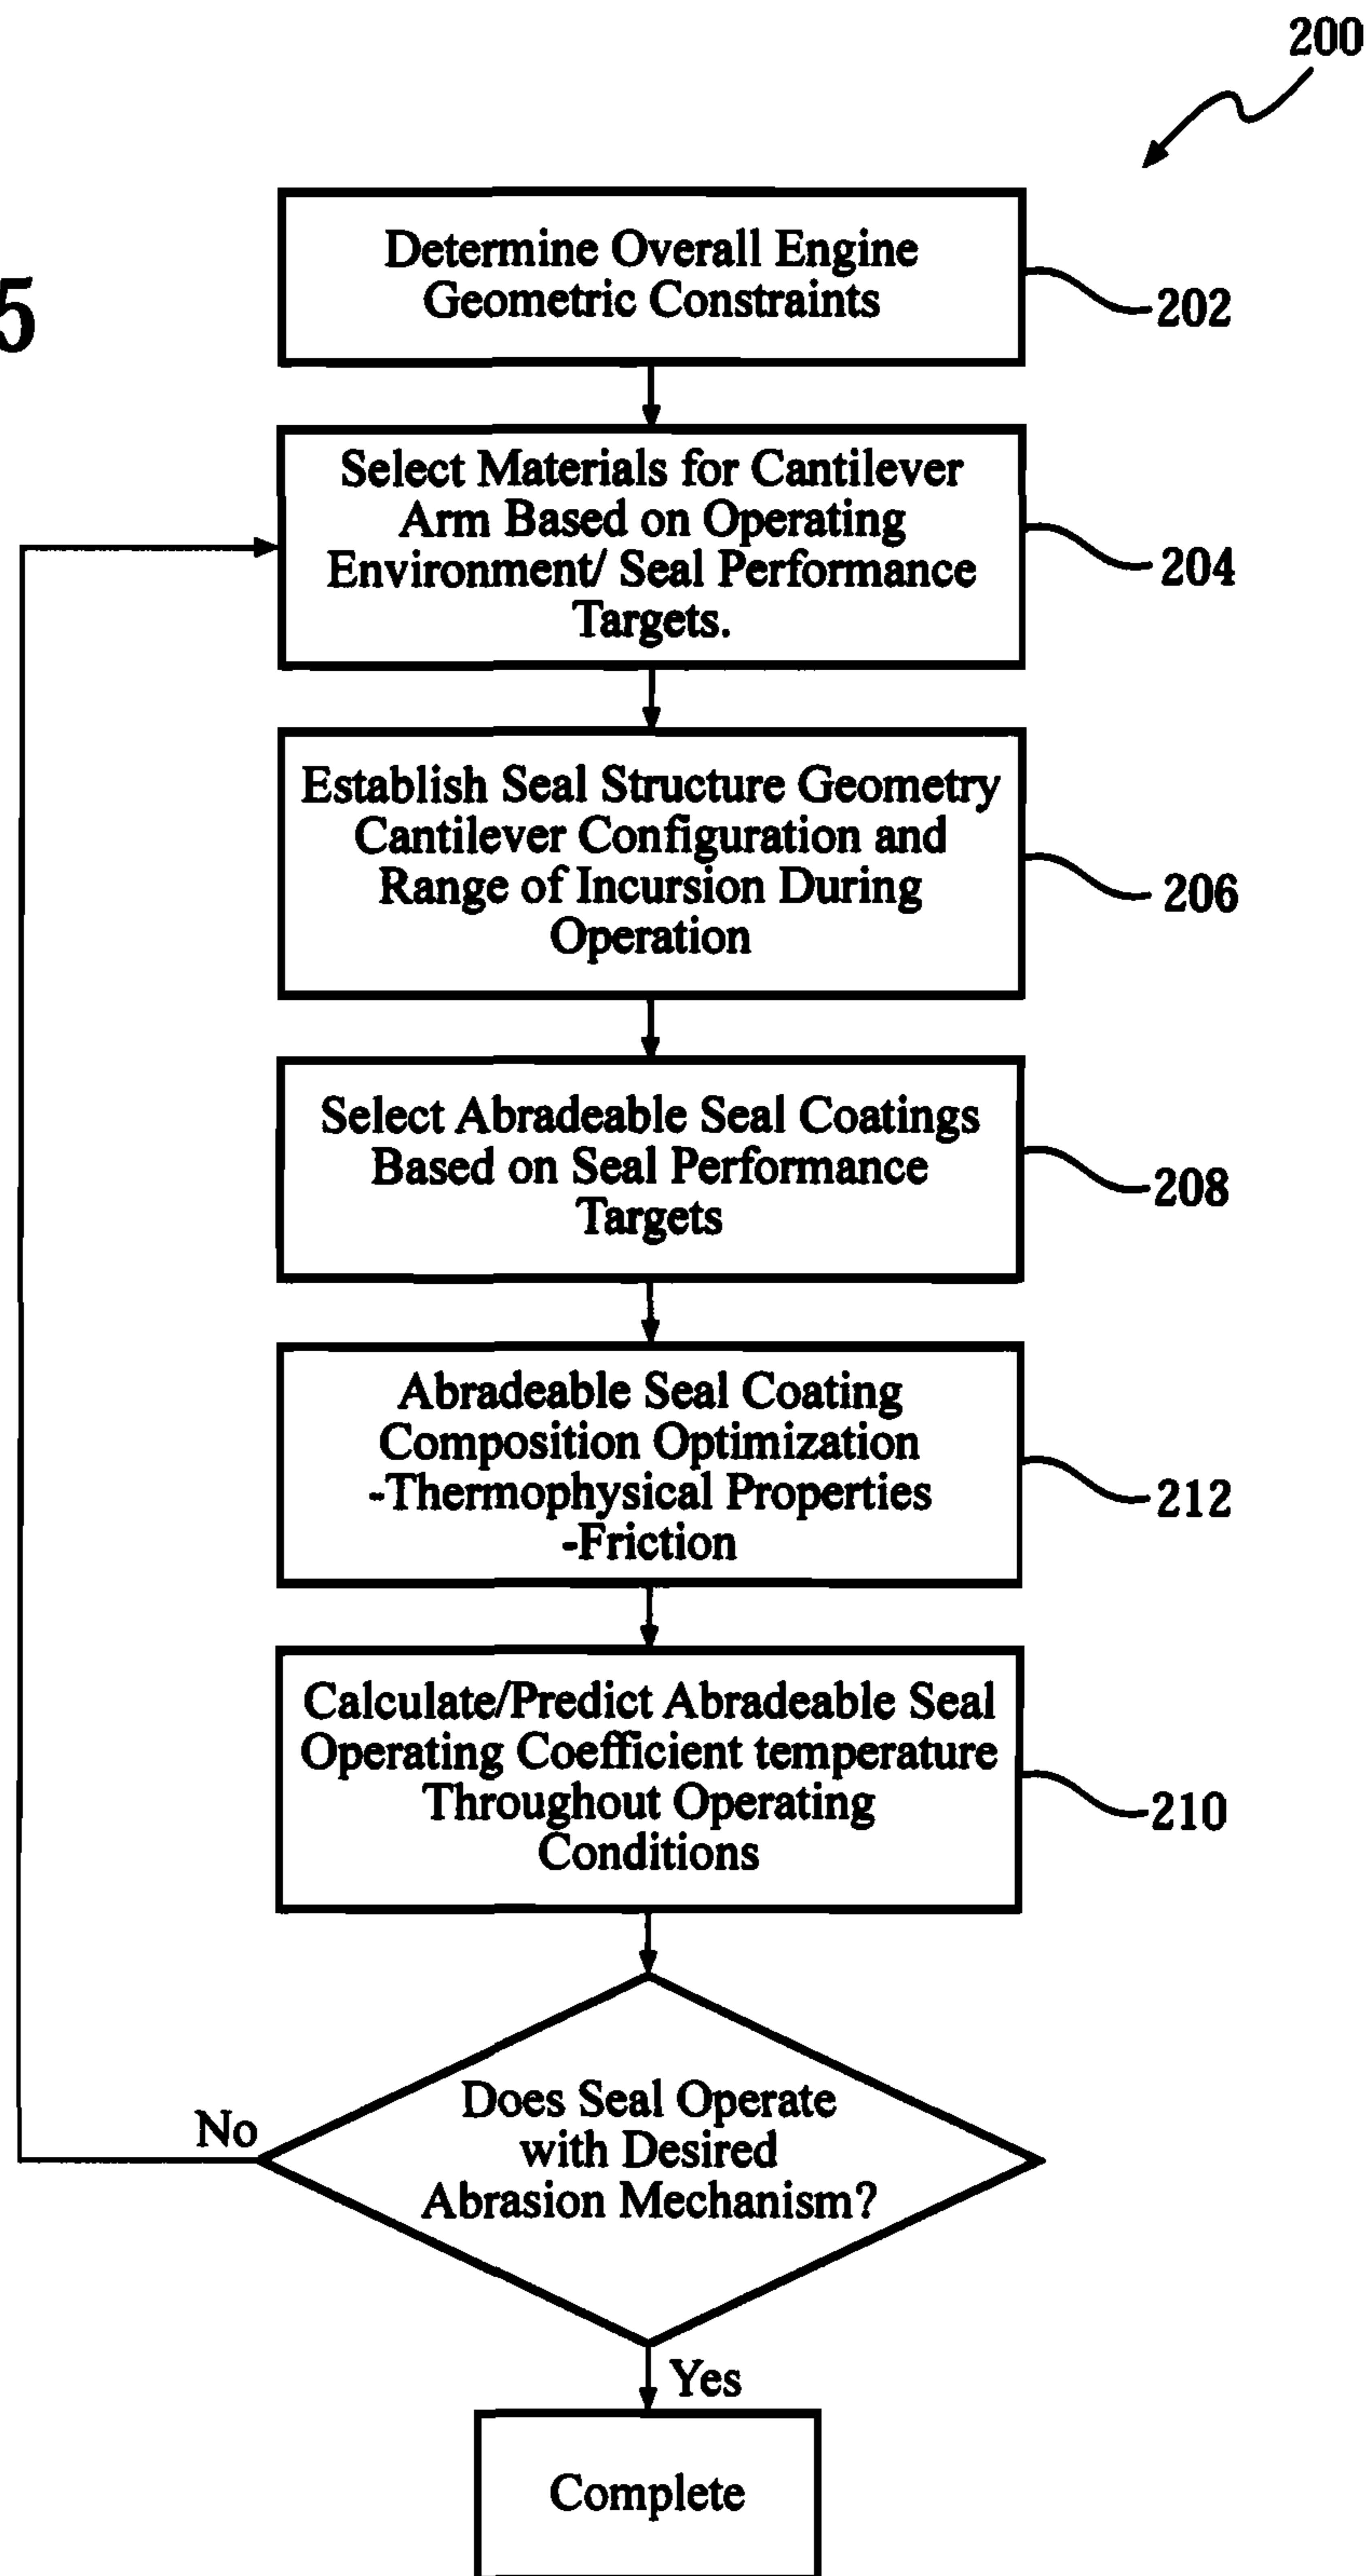 200
5
Determine Overall Engine
Geometric Constraints
202
Select Materials for Cantilever
Arm Based on Operating
Environment/ Seal Performance
Targets.
204
Establish Seal Structure Geometry
Cantilever Configuration and
Range of Incursion During
Operation
206
Select Abradeable Seal Coatings
Based on Seal Performance
Targets
208
Abradeable Seal Coating
Composition Optimization
-Thermophysical Properties
-Friction
212
Calculate/Predict Abradeable Seal
Operating Coefficient temperature
Throughout Operating
Conditions
210
Does Seal Operate
with Desired
Abrasion Mechanism?
No
Yes
Complete